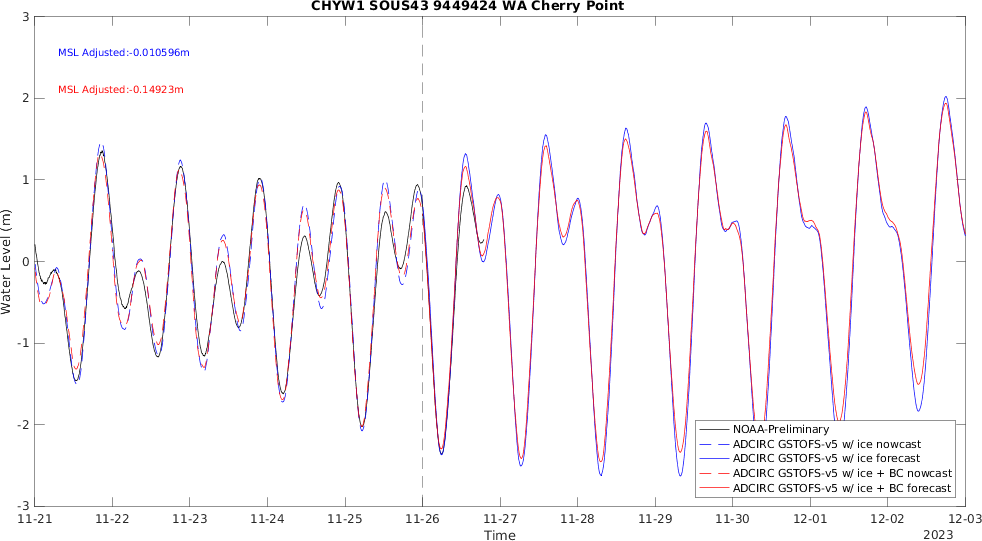 CHYW1 SOUS43 9449424 WA Cherry Point
MSL Adjusted:-0.010596m
MSL Adjusted:-0.14923m
3
2
1
0
-1
-2
-3
Water Level (m)
NOAA-Preliminary
ADCIRC GSTOFS-v5 w/ ice nowcast
ADCIRC GSTOFS-v5 w/ ice forecast
ADCIRC GSTOFS-v5 w/ ice + BC nowcast
ADCIRC GSTOFS-v5 w/ ice + BC forecast
11-21 11-22 11-23 11-24 11-25 11-26 11-27 11-28 11-29 11-30 12-01 12-02 12-03
Time
2023